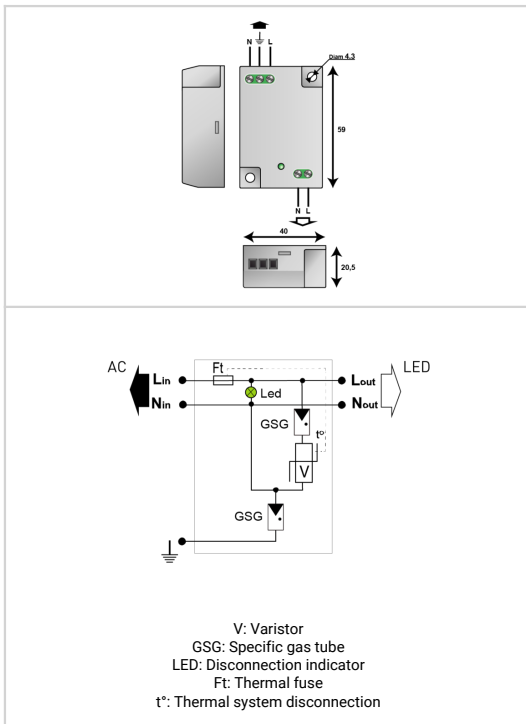 N ⏚ L
Diam 4,3
59
N L
40
20,5
AC
Ft
LED
Lin
Lout
Led
Nin
Nout
GSG
t°
V
GSG
V: Varistor
GSG: Specific gas tube
LED: Disconnection indicator
Ft: Thermal fuse
t°: Thermal system disconnection